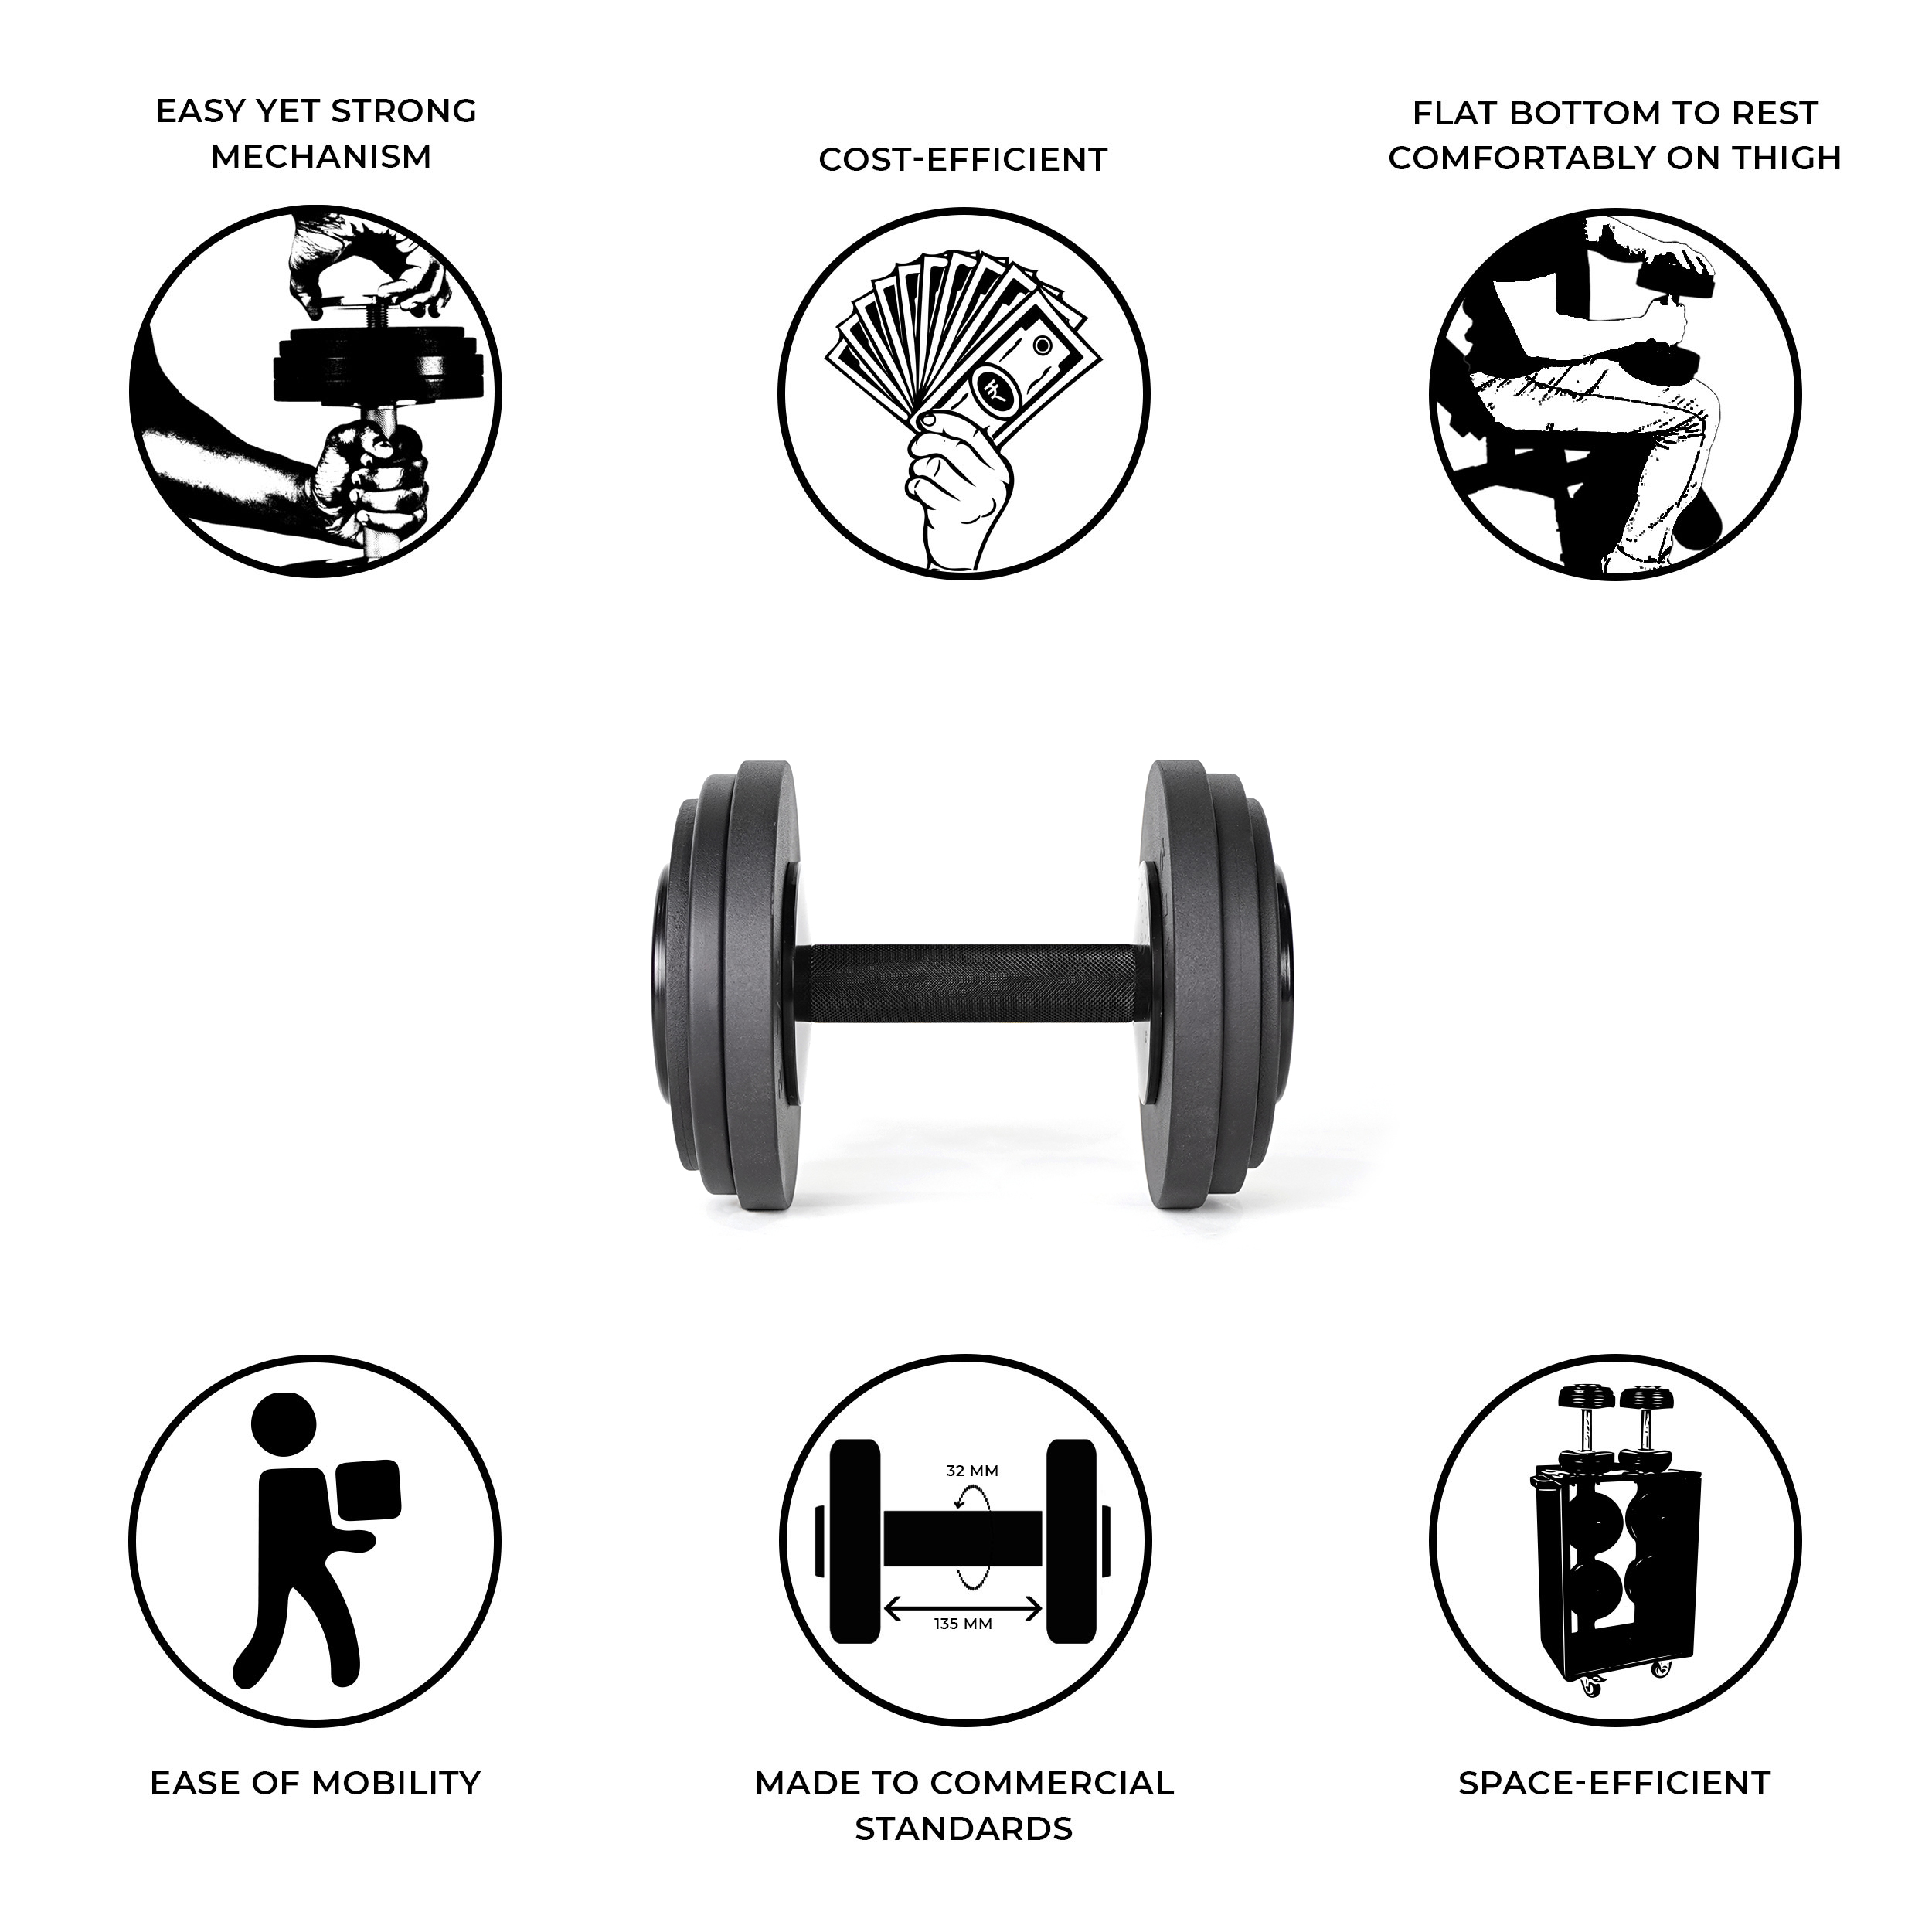 EASY YET STRONG
MECHANISM
COST-EFFICIENT
FLAT BOTTOM TO REST
COMFORTABLY ON THIGH
32 MM
135 MM
EASE OF MOBILITY
MADE TO COMMERCIAL
STANDARDS
SPACE-EFFICIENT